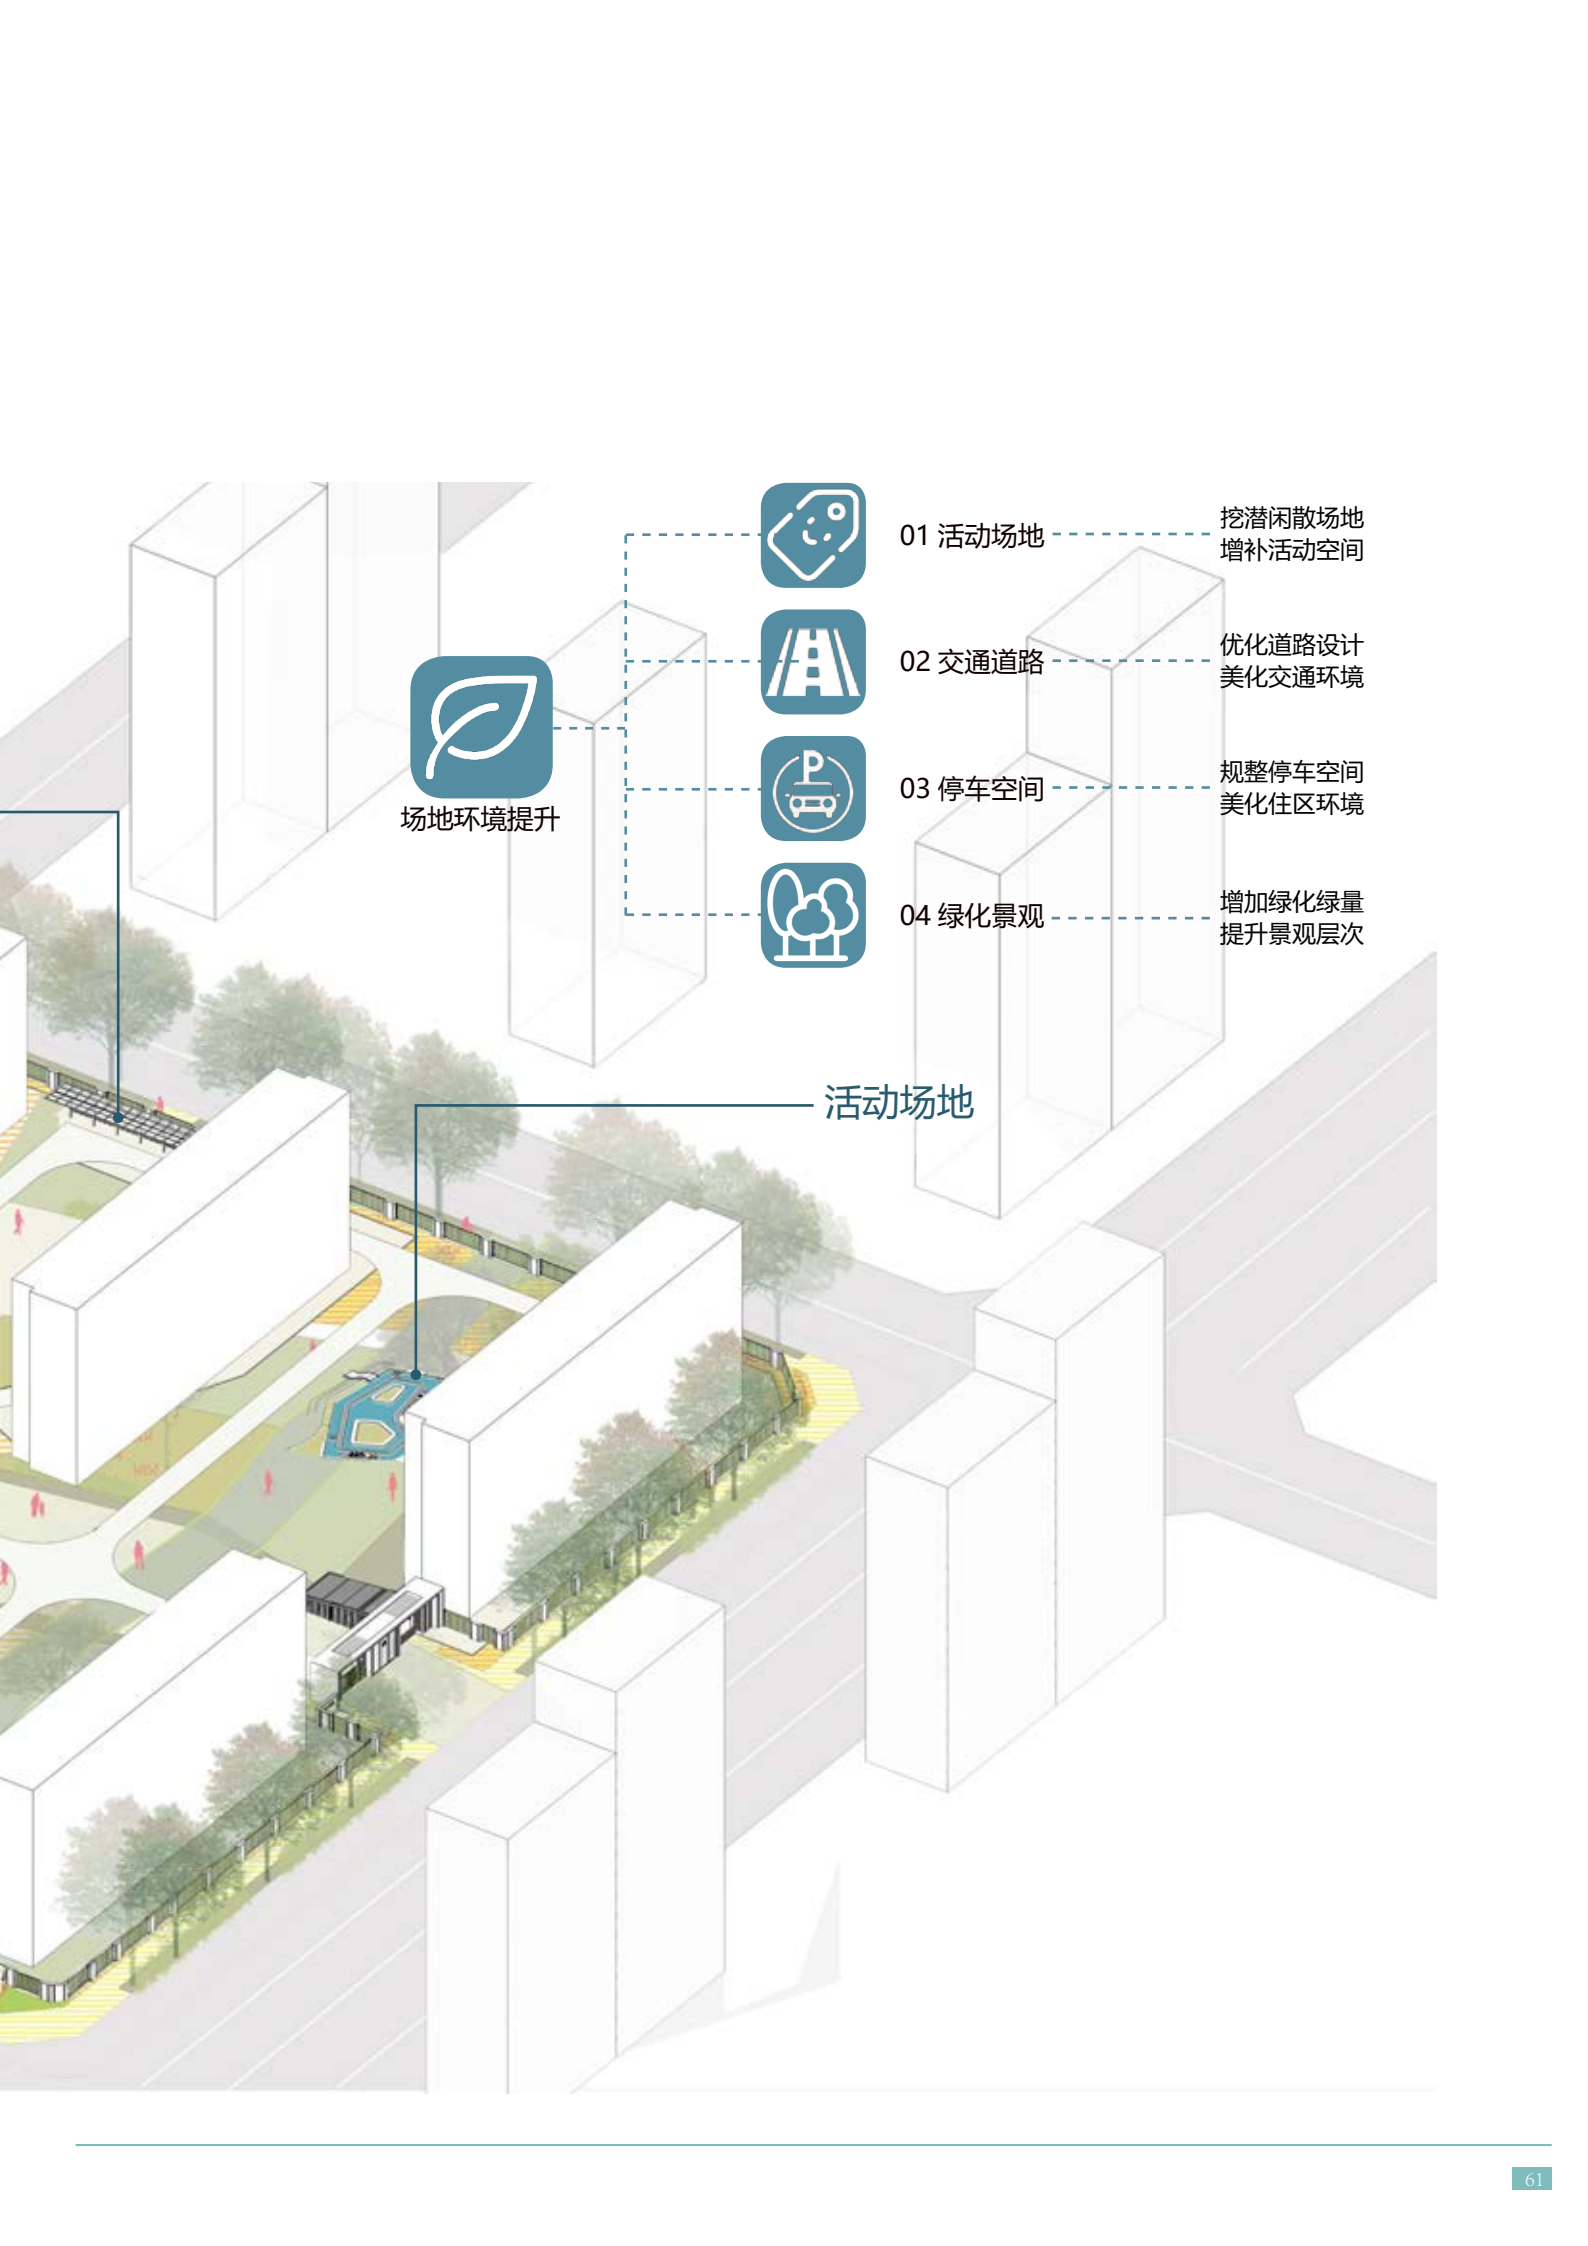 01 活动场地
挖潜闲散场地
增补活动空间
02 交通道路
优化道路设计
美化交通环境
场地环境提升
03 停车空间
规整停车空间
美化住区环境
04 绿化景观
增加绿化绿量
提升景观层次
活动场地
61